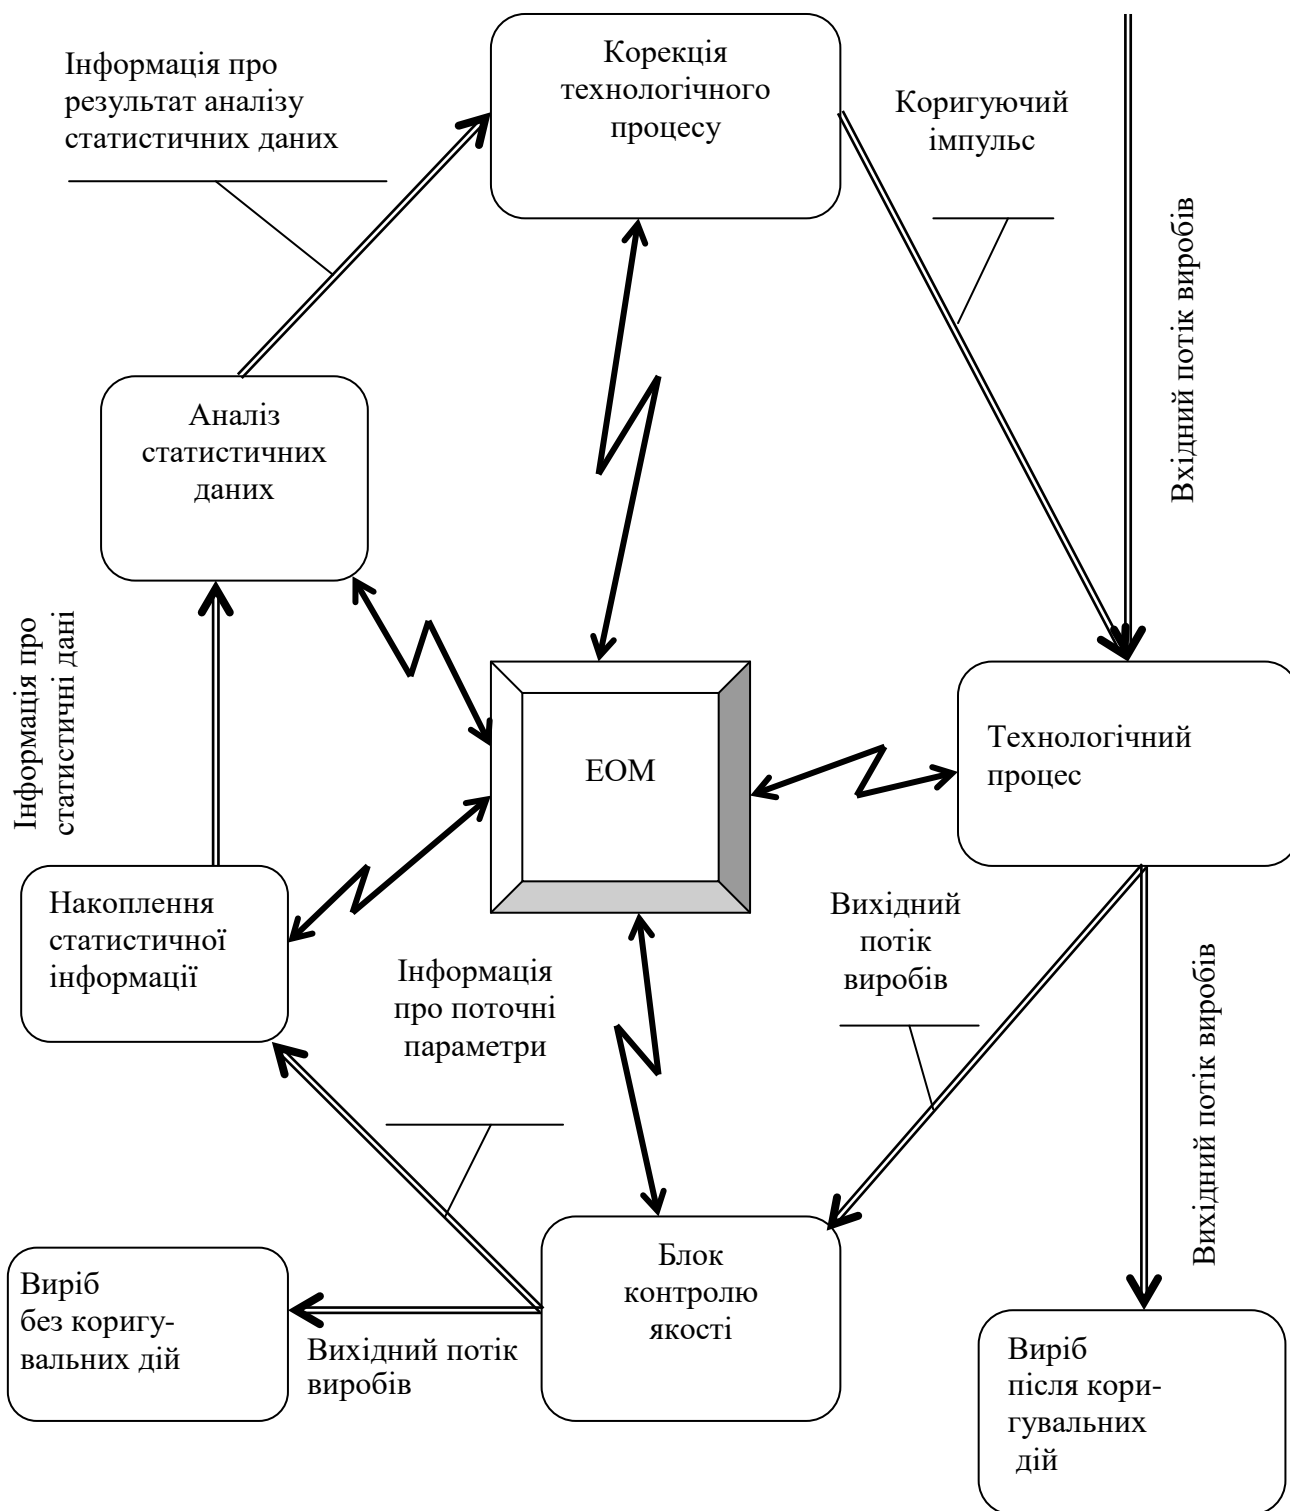 Інформація про
результат аналізу
статистичних даних
Корекція
технологічного
процесу
Коригуючий
імпульс
Вхідний потік виробів
Аналіз
статистичних
даних
Інформація про
статистичні дані
ЕОМ
Технологічний
процес
Накоплення
статистичної
інформації
Інформація
про поточні
параметри
Вихідний
потік
виробів
Вихідний потік виробів
Виріб
без коригу-
вальних дій
Вихідний потік
виробів
Блок
контролю
якості
Виріб
після кори-
гувальних
дій